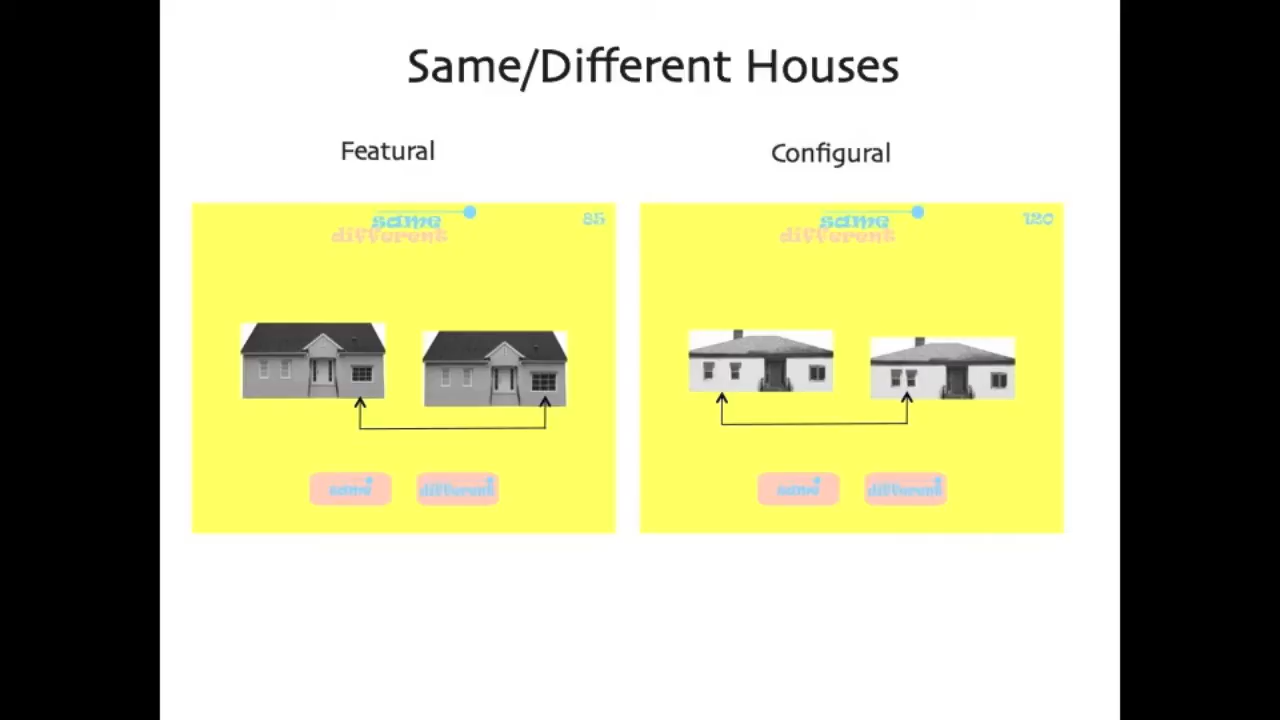 Same/Different Houses
Featural
Configural
same
different
85
same
different
120
same
different
same
different